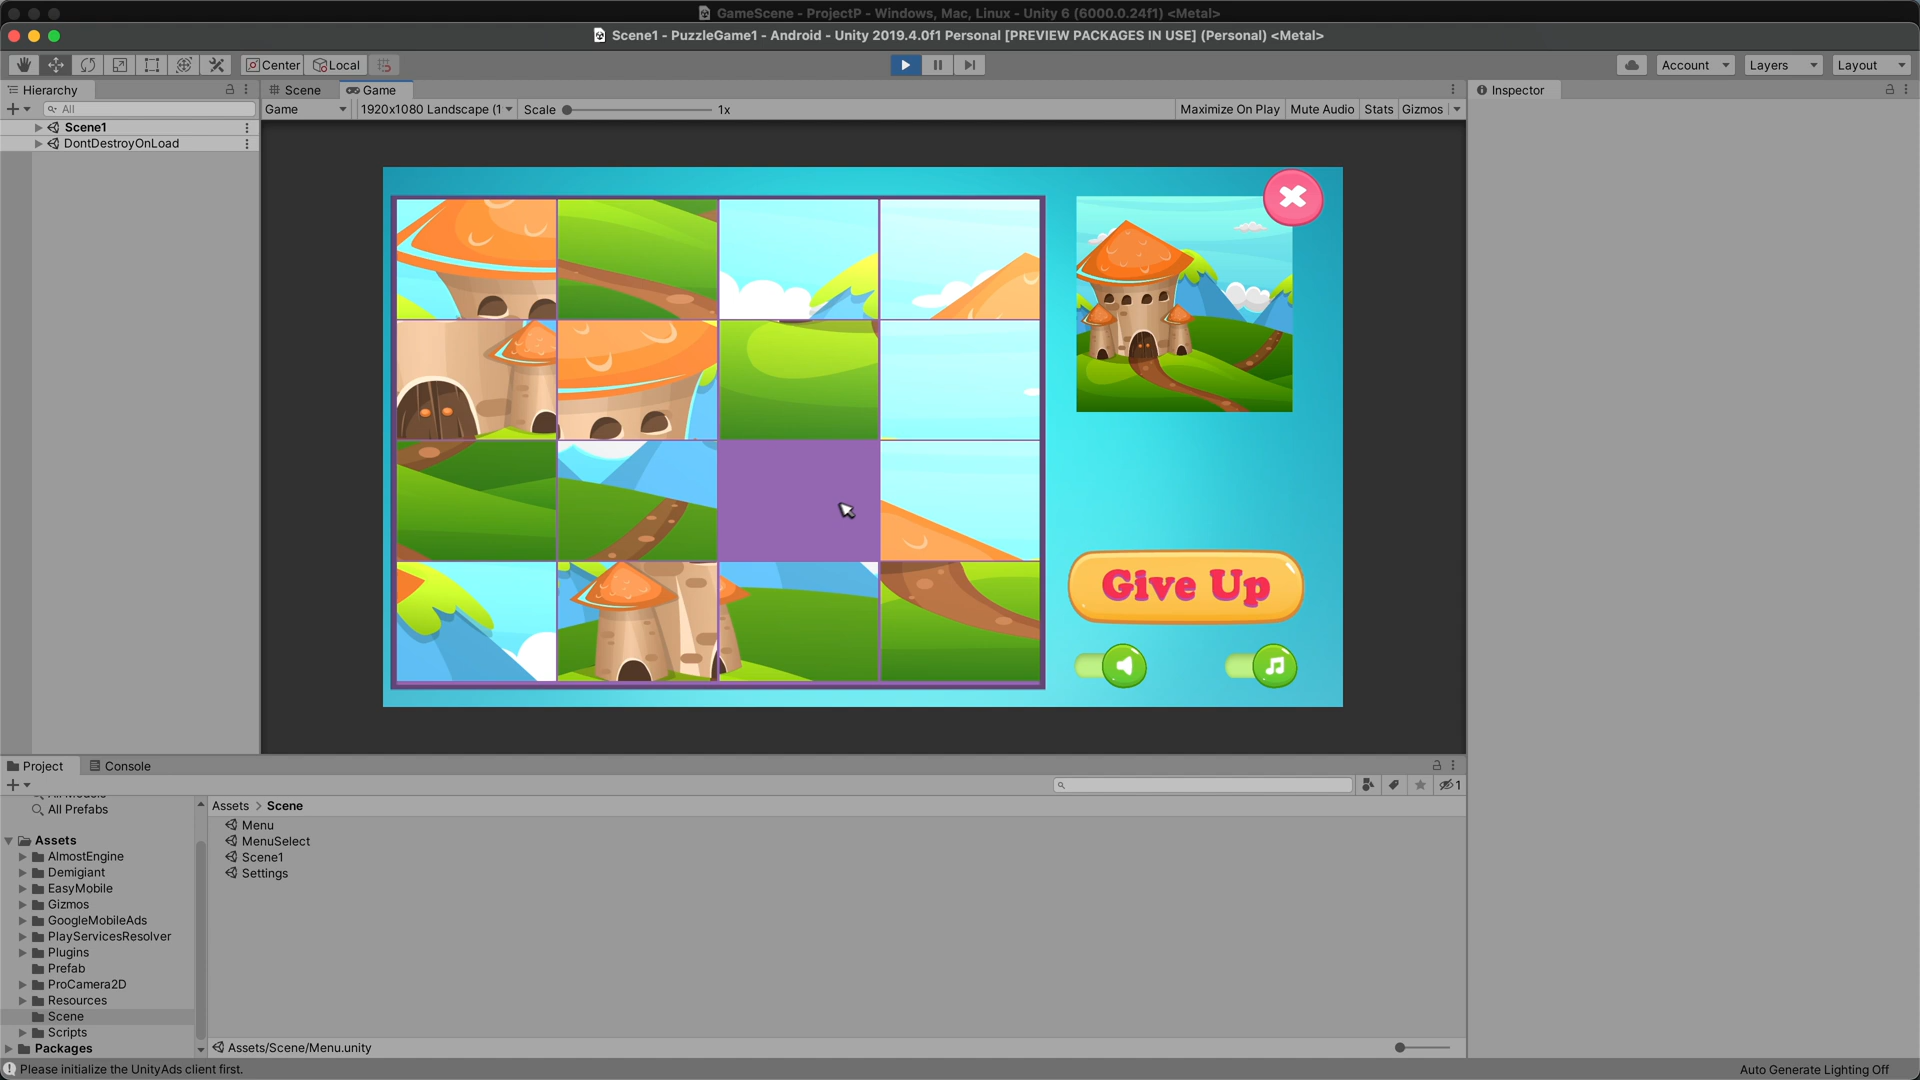 GameScene - ProjectP - Windows, Mac, Linux - Unity 6 (6000.0.24f1) <Metal>
Scene1 - PuzzleGame1 - Android - Unity 2019.4.0f1 Personal [PREVIEW PACKAGES IN USE] (Personal) <Metal>
Center Local Account Layers Layout
Hierarchy Scene Game Inspector
All Game 1920x1080 Landscape (1 Scale 1x Maximize On Play Mute Audio Stats Gizmos
Scene1
DontDestroyOnLoad
Give Up
Project Console
1
All Models
All Prefabs
Assets
AlmostEngine
Demigiant
EasyMobile
Gizmos
GoogleMobileAds
PlayServicesResolver
Plugins
Prefab
ProCamera2D
Resources
Scene
Scripts
Packages
Assets > Scene
Menu
MenuSelect
Scene1
Settings
Assets/Scene/Menu.unity
Please initialize the UnityAds client first.
Auto Generate Lighting Off